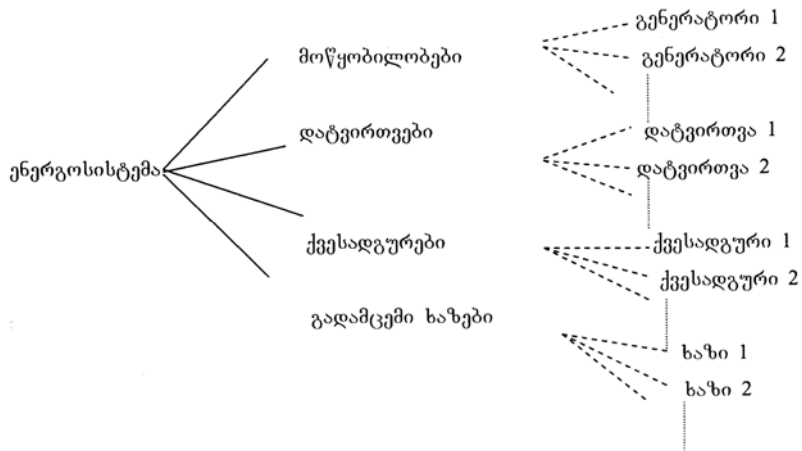 გენერატორი 1
მოწყობილობები
გენერატორი 2
დატვირთვები
დატვირთვა 1
ენერგოსისტემა
დატვირთვა 2
ქვესადგურები
ქვესადგური 1
ქვესადგური 2
გადამცემი ხაზები
ხაზი 1
ხაზი 2